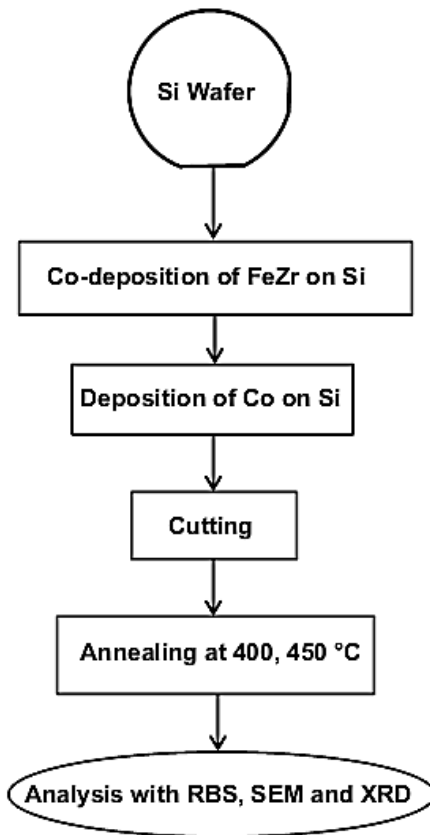 Si Wafer
Co-deposition of FeZr on Si
Deposition of Co on Si
Cutting
Annealing at 400, 450 °C
Analysis with RBS, SEM and XRD